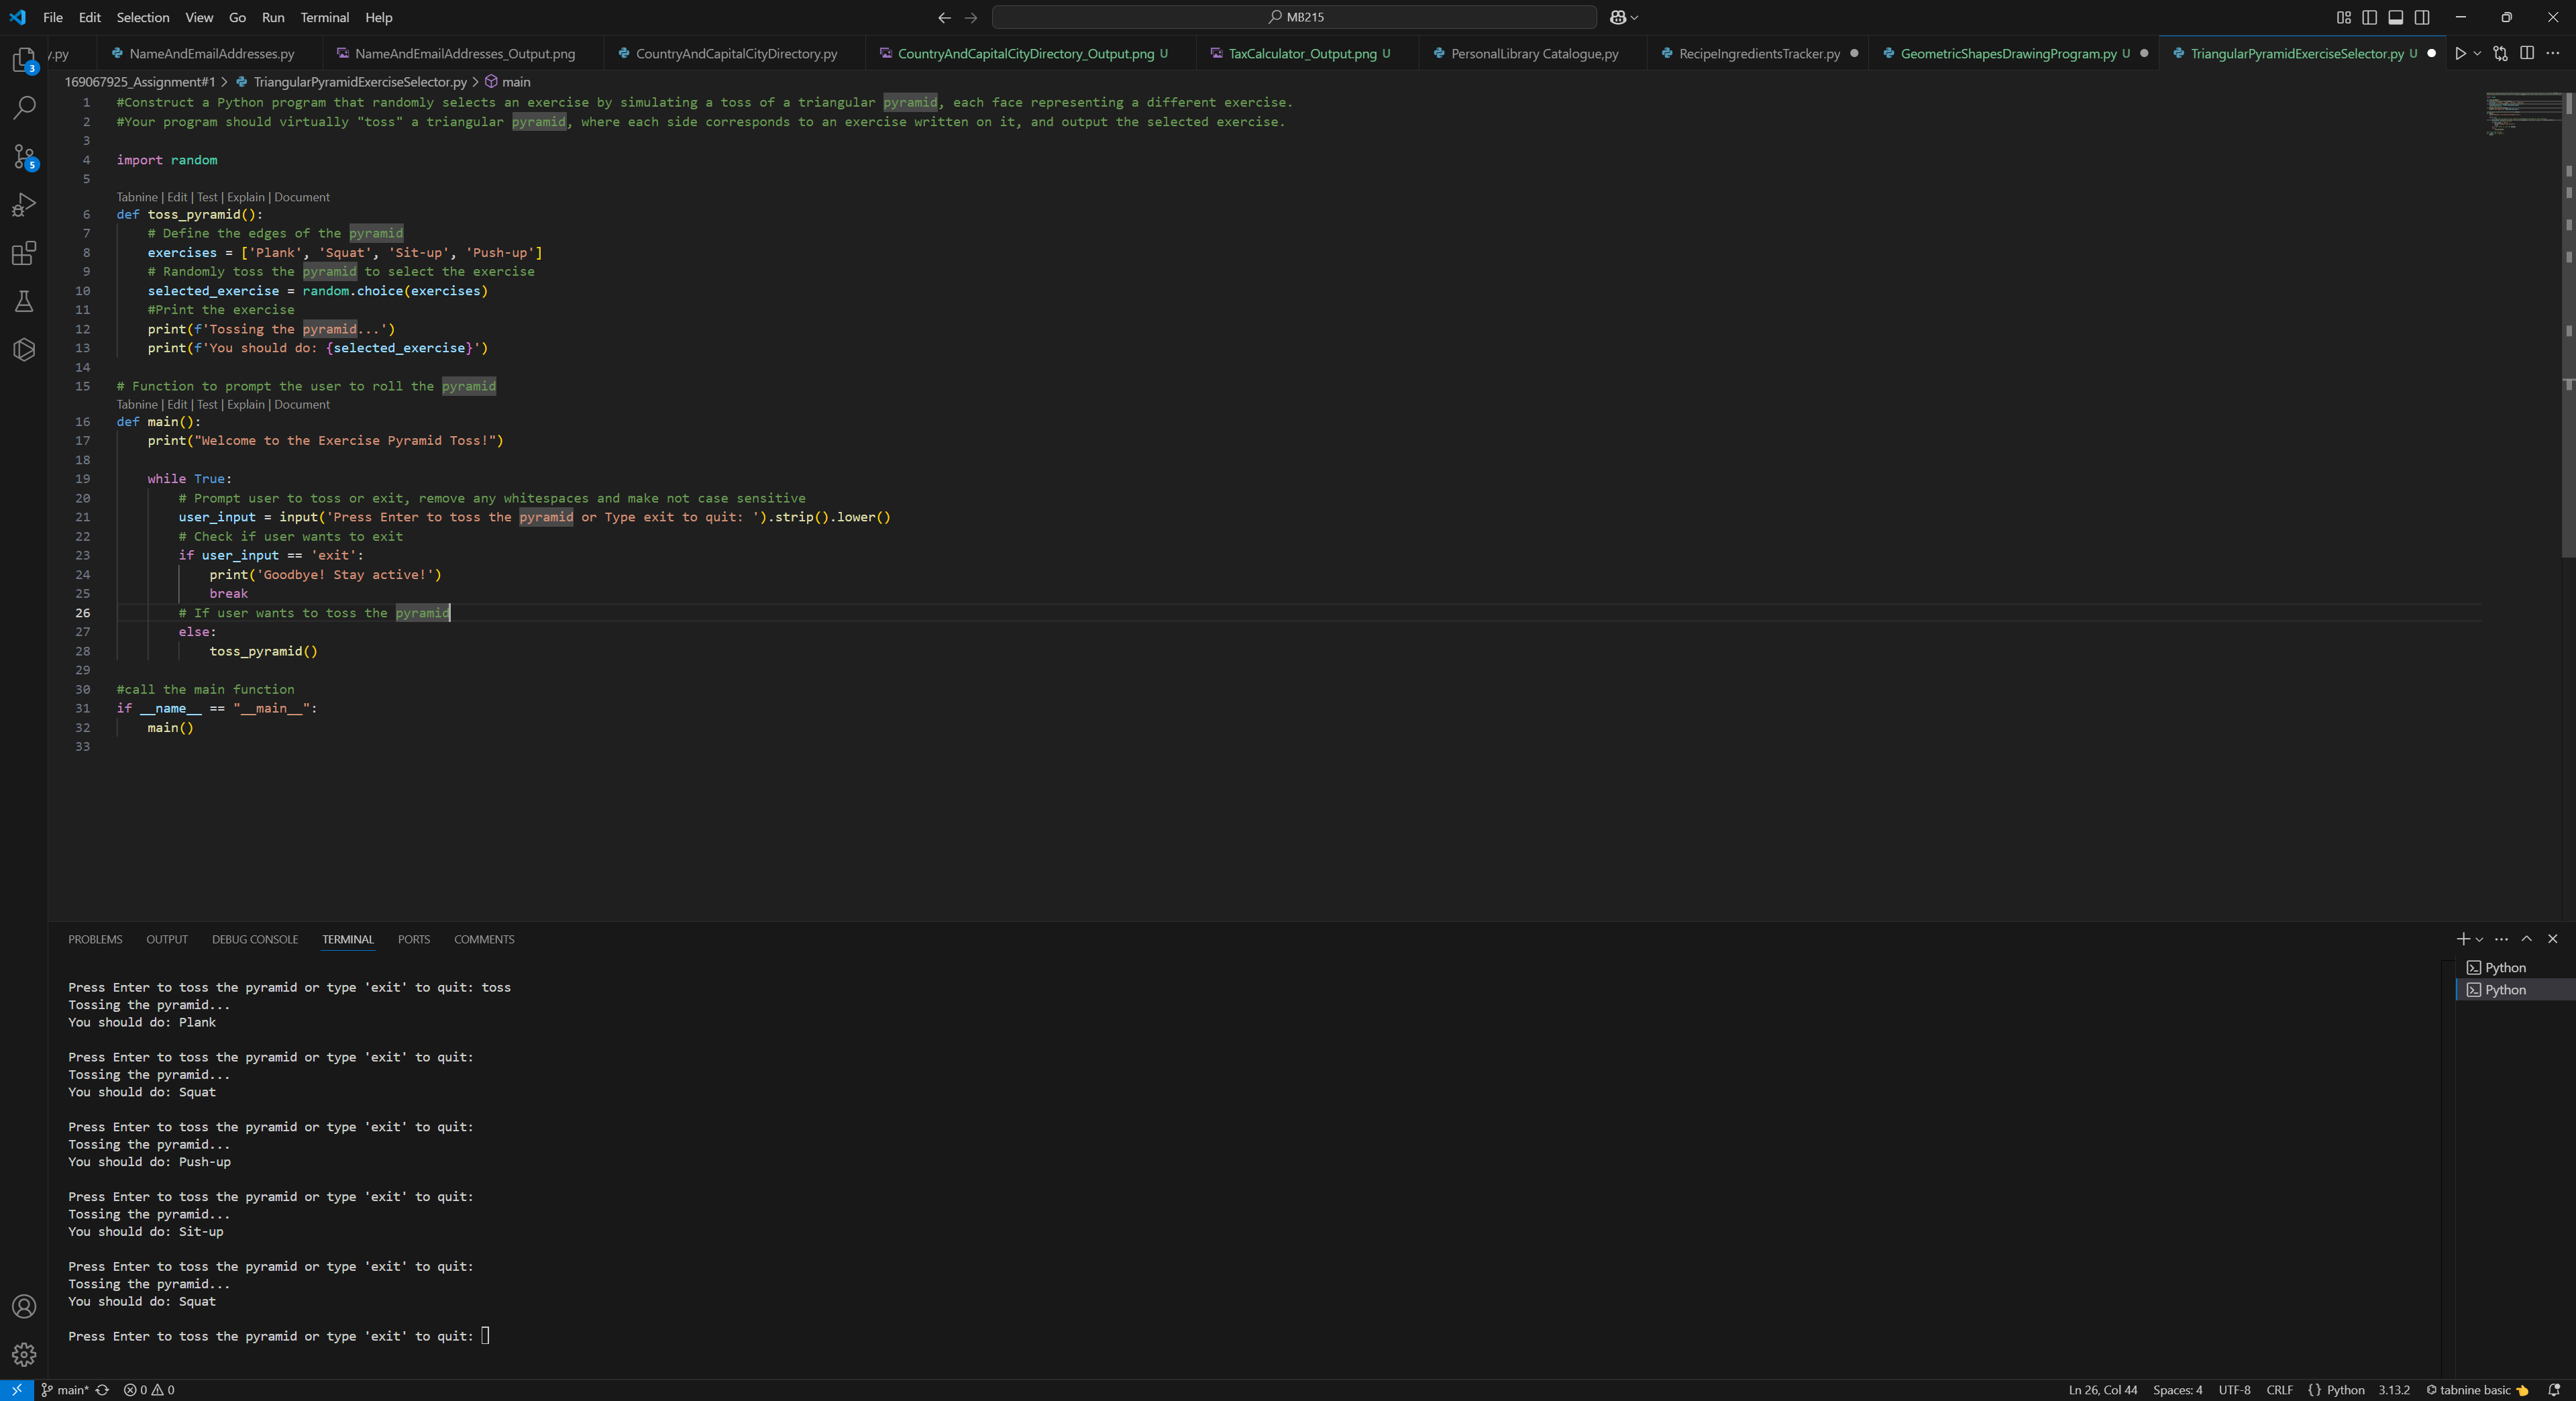 File Edit Selection View Go Run Terminal Help
MB215
y.py NameAndEmailAddresses.py NameAndEmailAddresses_Output.png CountryAndCapitalCityDirectory.py CountryAndCapitalCityDirectory_Output.png U TaxCalculator_Output.png U PersonalLibrary Catalogue,py RecipeIngredientsTracker.py GeometricShapesDrawingProgram.py U TriangularPyramidExerciseSelector.py U
169067925_Assignment#1 > TriangularPyramidExerciseSelector.py > main
1 #Construct a Python program that randomly selects an exercise by simulating a toss of a triangular pyramid, each face representing a different exercise.
2 #Your program should virtually "toss" a triangular pyramid, where each side corresponds to an exercise written on it, and output the selected exercise.
3
4 import random
5
Tabnine | Edit | Test | Explain | Document
6 def toss_pyramid():
7 # Define the edges of the pyramid
8 exercises = ['Plank', 'Squat', 'Sit-up', 'Push-up']
9 # Randomly toss the pyramid to select the exercise
10 selected_exercise = random.choice(exercises)
11 #Print the exercise
12 print(f'Tossing the pyramid...')
13 print(f'You should do: {selected_exercise}')
14
15 # Function to prompt the user to roll the pyramid
Tabnine | Edit | Test | Explain | Document
16 def main():
17 print("Welcome to the Exercise Pyramid Toss!")
18
19 while True:
20 # Prompt user to toss or exit, remove any whitespaces and make not case sensitive
21 user_input = input('Press Enter to toss the pyramid or Type exit to quit: ').strip().lower()
22 # Check if user wants to exit
23 if user_input == 'exit':
24 print('Goodbye! Stay active!')
25 break
26 # If user wants to toss the pyramid
27 else:
28 toss_pyramid()
29
30 #call the main function
31 if __name__ == "__main__":
32 main()
33
3
5
PROBLEMS OUTPUT DEBUG CONSOLE TERMINAL PORTS COMMENTS
Press Enter to toss the pyramid or type 'exit' to quit: toss
Tossing the pyramid...
You should do: Plank
Press Enter to toss the pyramid or type 'exit' to quit:
Tossing the pyramid...
You should do: Squat
Press Enter to toss the pyramid or type 'exit' to quit:
Tossing the pyramid...
You should do: Push-up
Press Enter to toss the pyramid or type 'exit' to quit:
Tossing the pyramid...
You should do: Sit-up
Press Enter to toss the pyramid or type 'exit' to quit:
Tossing the pyramid...
You should do: Squat
Press Enter to toss the pyramid or type 'exit' to quit:
Python
Python
main* 0 0 Ln 26, Col 44 Spaces: 4 UTF-8 CRLF {} Python 3.13.2 tabnine basic